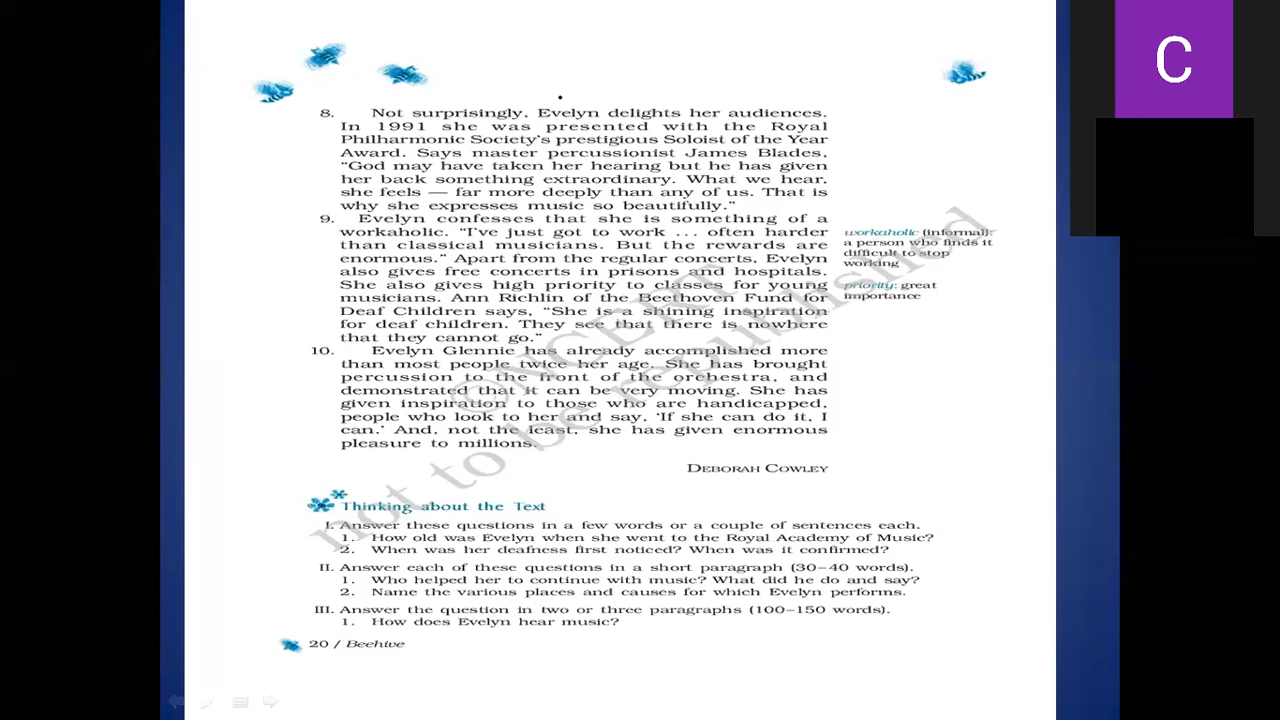 C
8. Not surprisingly, Evelyn delights her audiences.
In 1991 she was presented with the Royal
Philharmonic Society's prestigious Soloist of the Year
Award. Says master percussionist James Blades,
“God may have taken her hearing but he has given
her back something extraordinary. What we hear,
she feels — far more deeply than any of us. That is
why she expresses music so beautifully.”
9. Evelyn confesses that she is something of a
workaholic. “I've just got to work ... often harder
than classical musicians. But the rewards are
enormous.” Apart from the regular concerts, Evelyn
also gives free concerts in prisons and hospitals.
She also gives high priority to classes for young
musicians. Ann Richlin of the Beethoven Fund for
Deaf Children says, “She is a shining inspiration
for deaf children. They see that there is nowhere
that they cannot go.”
workaholic (informal):
a person who finds it
difficult to stop
working
priority: great
importance
10. Evelyn Glennie has already accomplished more
than most people twice her age. She has brought
percussion to the front of the orchestra, and
demonstrated that it can be very moving. She has
given inspiration to those who are handicapped,
people who look to her and say, ‘If she can do it, I
can.’ And, not the least, she has given enormous
pleasure to millions.
DEBORAH COWLEY
Thinking about the Text
I. Answer these questions in a few words or a couple of sentences each.
1. How old was Evelyn when she went to the Royal Academy of Music?
2. When was her deafness first noticed? When was it confirmed?
II. Answer each of these questions in a short paragraph (30–40 words).
1. Who helped her to continue with music? What did he do and say?
2. Name the various places and causes for which Evelyn performs.
III. Answer the question in two or three paragraphs (100–150 words).
1. How does Evelyn hear music?
20 / Beehive
©NCERT
not to be republished